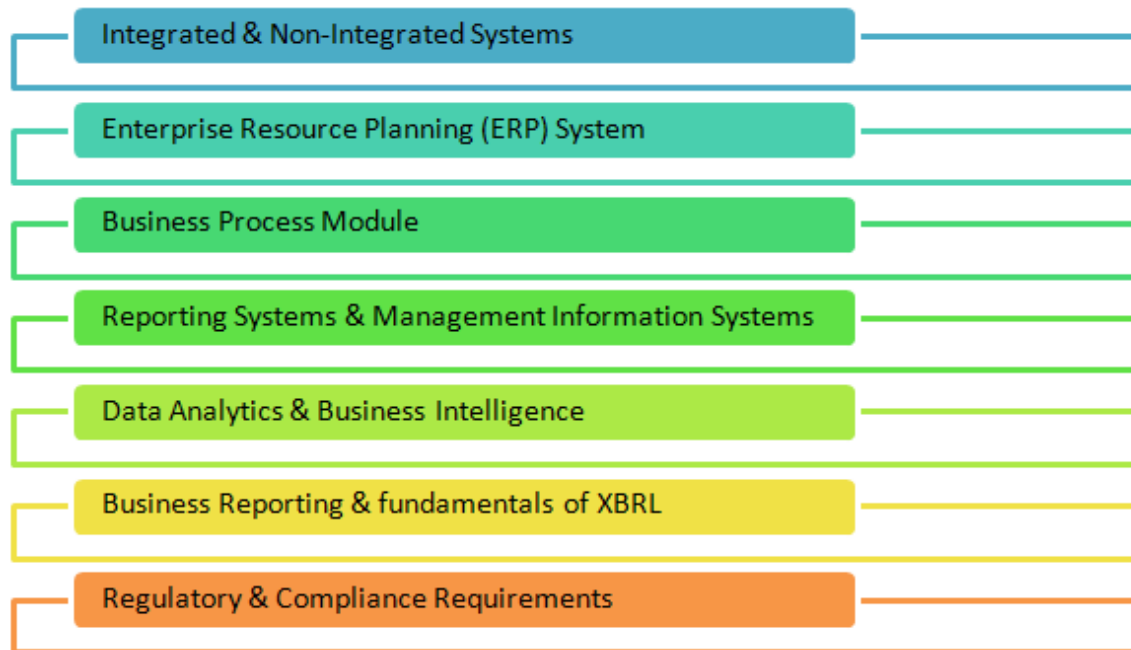 Integrated & Non-Integrated Systems
Enterprise Resource Planning (ERP) System
Business Process Module
Reporting Systems & Management Information Systems
Data Analytics & Business Intelligence
Business Reporting & fundamentals of XBRL
Regulatory & Compliance Requirements